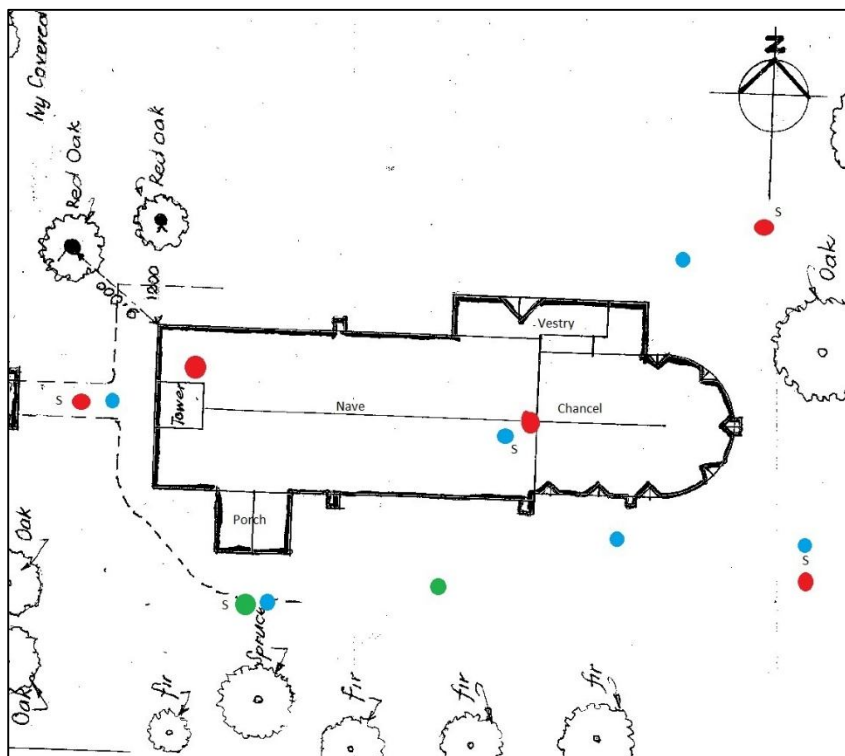 Ivy Covered
N
Red Oak
Red Oak
S
Oak
1200
Vestry
Tower
Nave
Chancel
S
S
Porch
Oak
S
S
Spruce
Oak
fir
fir
fir
fir